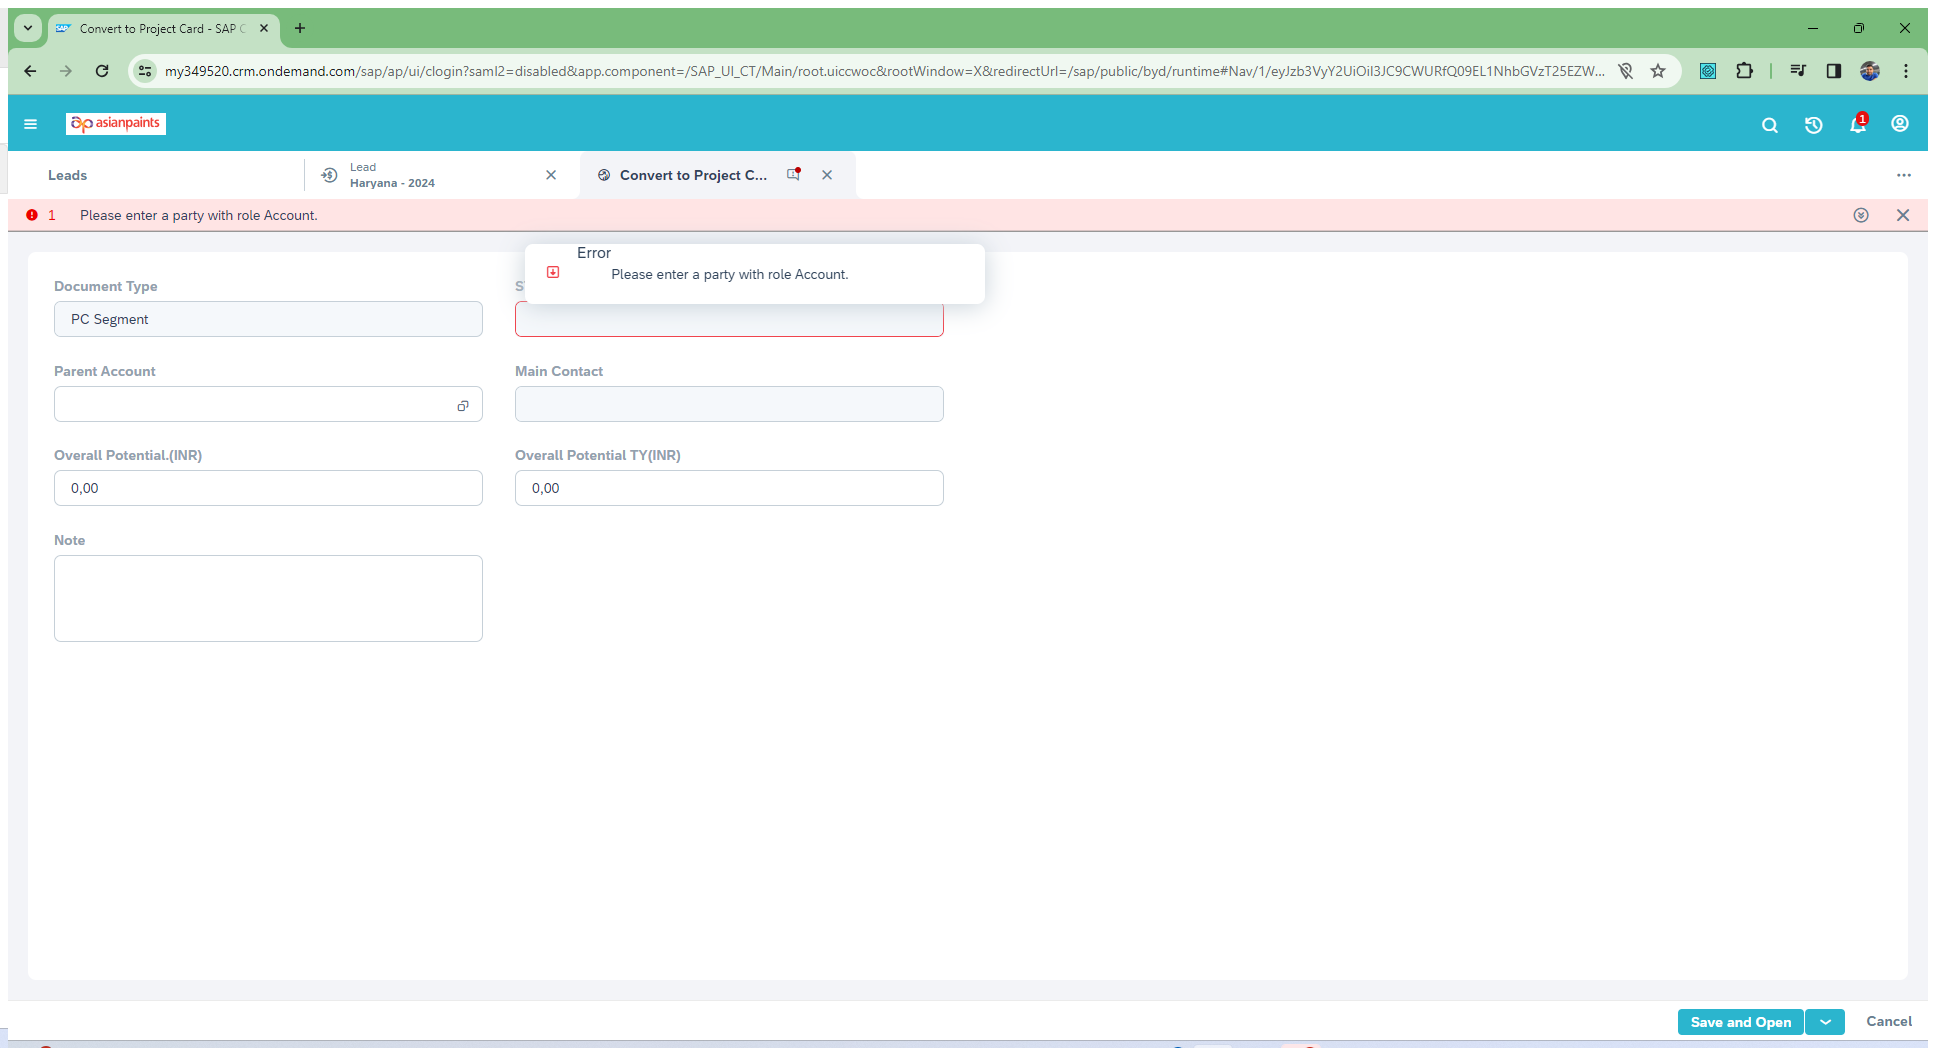 Convert to Project Card - SAP C
my349520.crm.ondemand.com/sap/ap/ui/clogin?saml2=disabled&app.component=/SAP_UI_CT/Main/root.uiccwoc&rootWindow=X&redirectUrl=/sap/public/byd/runtime#Nav/1/eyJzb3VyY2UiOiI3JC9CWURfQ09EL1NhbGVzT25EZW...
asianpaints
1
Leads
Lead
Haryana - 2024
Convert to Project C...
1 Please enter a party with role Account.
Error
Please enter a party with role Account.
Document Type
PC Segment
Parent Account
Main Contact
Overall Potential.(INR)
Overall Potential TY(INR)
0,00
0,00
Note
Save and Open
Cancel